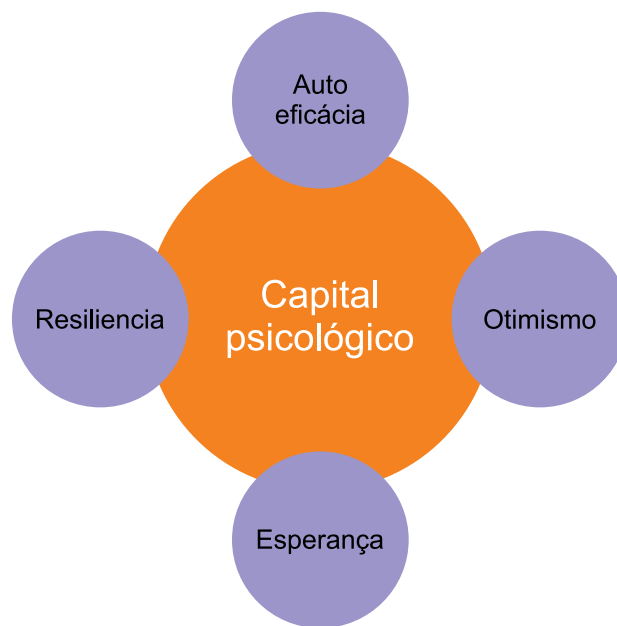 Auto
eficácia
Resiliencia
Capital
psicológico
Otimismo
Esperança